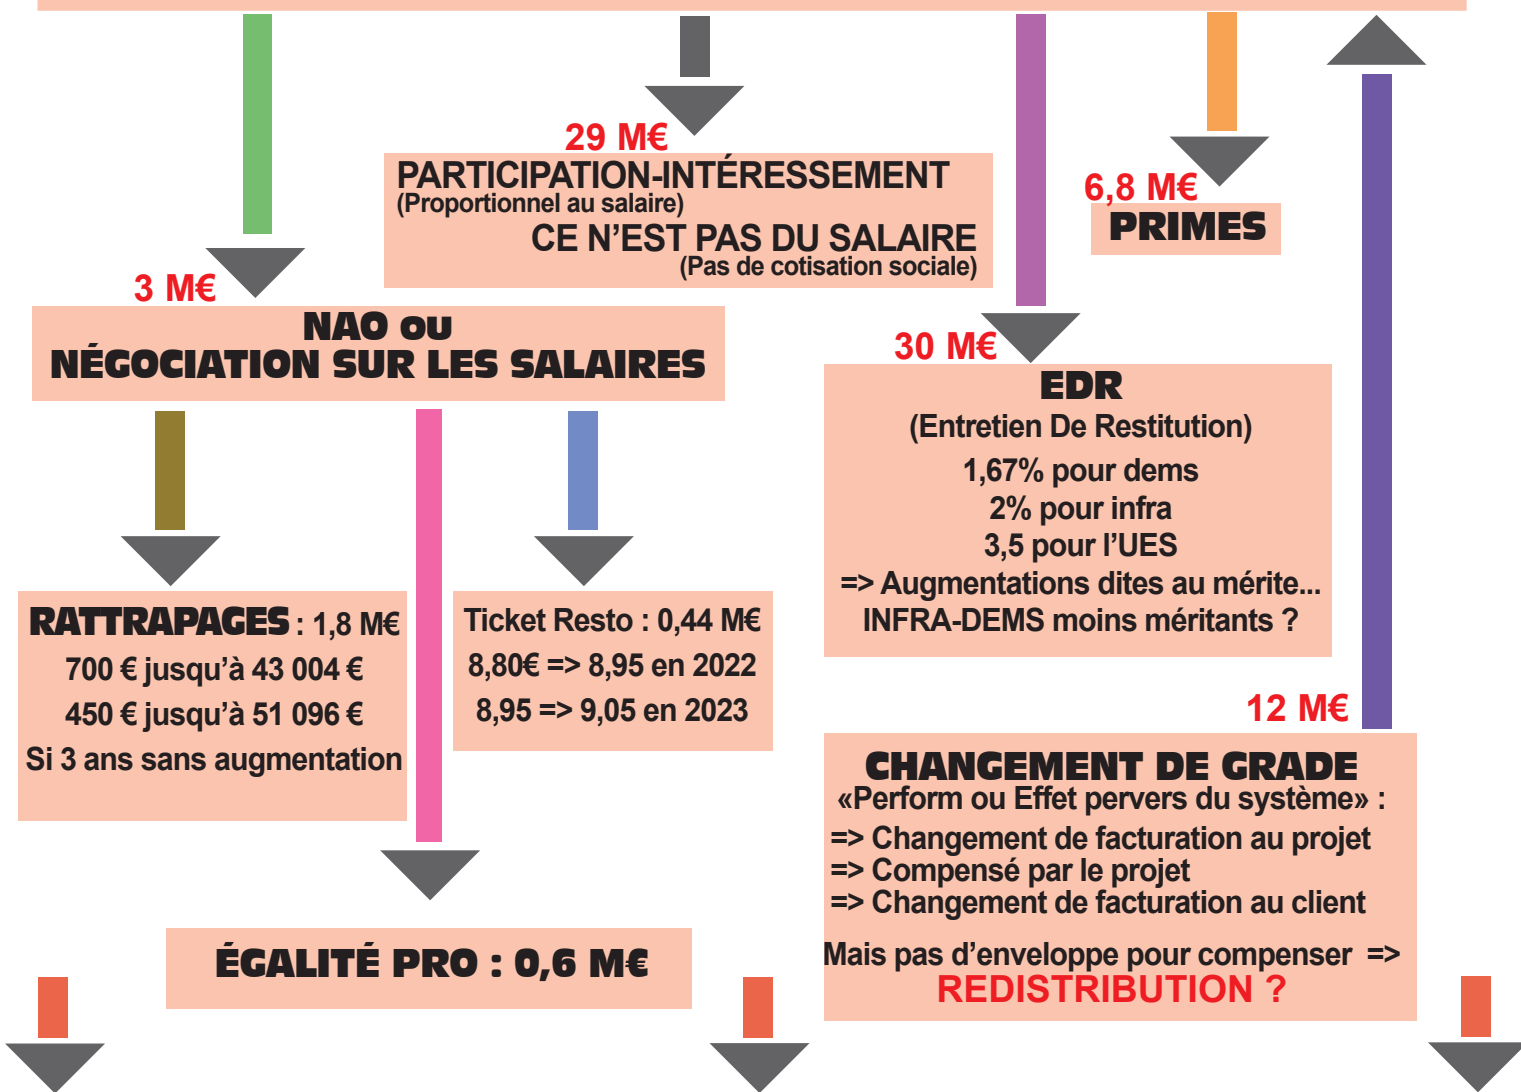 29 M€
PARTICIPATION-INTÉRESSEMENT
(Proportionnel au salaire)
CE N'EST PAS DU SALAIRE
(Pas de cotisation sociale)
6,8 M€
PRIMES
3 M€
NAO ou
NÉGOCIATION SUR LES SALAIRES
30 M€
EDR
(Entretien De Restitution)
1,67% pour dems
2% pour infra
3,5 pour l'UES
=> Augmentations dites au mérite...
INFRA-DEMS moins méritants ?
RATTRAPAGES : 1,8 M€
700 € jusqu'à 43 004 €
450 € jusqu'à 51 096 €
Si 3 ans sans augmentation
Ticket Resto : 0,44 M€
8,80€ => 8,95 en 2022
8,95 => 9,05 en 2023
12 M€
CHANGEMENT DE GRADE
«Perform ou Effet pervers du système» :
=> Changement de facturation au projet
=> Compensé par le projet
=> Changement de facturation au client
Mais pas d'enveloppe pour compenser =>
REDISTRIBUTION ?
ÉGALITÉ PRO : 0,6 M€